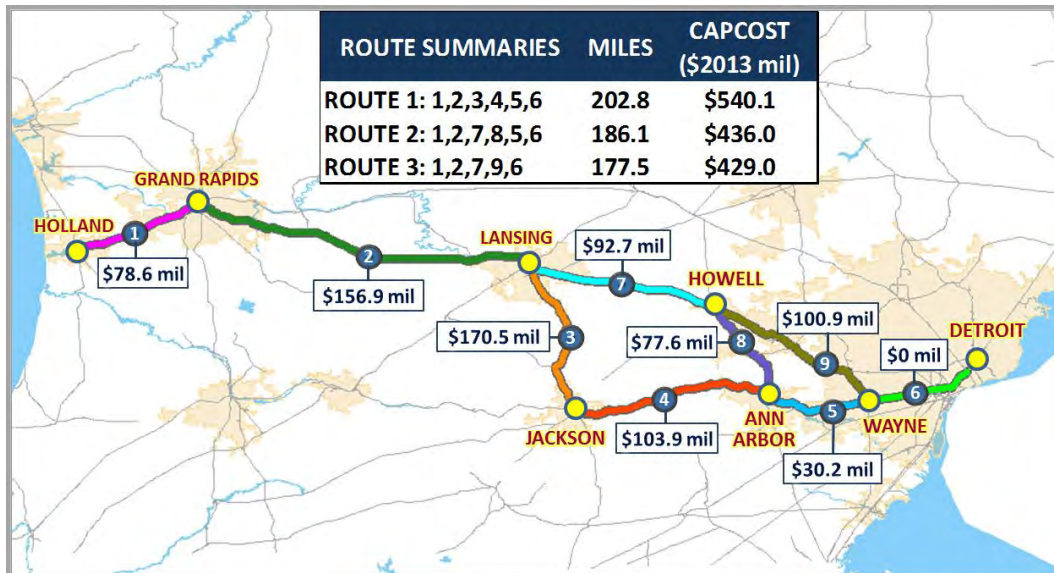 ROUTE SUMMARIES MILES CAPCOST
($2013 mil)
ROUTE 1: 1,2,3,4,5,6 202.8 $540.1
ROUTE 2: 1,2,7,8,5,6 186.1 $436.0
ROUTE 3: 1,2,7,9,6 177.5 $429.0
GRAND RAPIDS
HOLLAND
1
$78.6 mil
2
$156.9 mil
LANSING
$92.7 mil
7
HOWELL
$170.5 mil
3
$77.6 mil
8
$100.9 mil
9
$0 mil
6
DETROIT
JACKSON
4
$103.9 mil
ANN
ARBOR
5
WAYNE
$30.2 mil